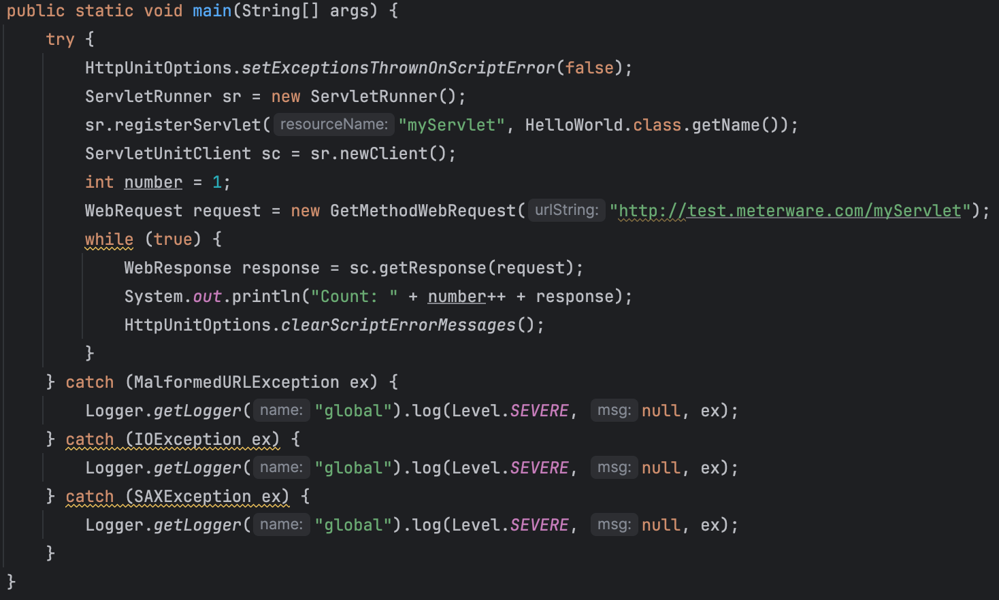 public static void main(String[] args) {
    try {
        HttpUnitOptions.setExceptionsThrownOnScriptError(false);
        ServletRunner sr = new ServletRunner();
        sr.registerServlet( resourceName: "myServlet", HelloWorld.class.getName());
        ServletUnitClient sc = sr.newClient();
        int number = 1;
        WebRequest request = new GetMethodWebRequest( urlString: "http://test.meterware.com/myServlet");
        while (true) {
            WebResponse response = sc.getResponse(request);
            System.out.println("Count: " + number++ + response);
            HttpUnitOptions.clearScriptErrorMessages();
        }
    } catch (MalformedURLException ex) {
        Logger.getLogger( name: "global").log(Level.SEVERE, msg: null, ex);
    } catch (IOException ex) {
        Logger.getLogger( name: "global").log(Level.SEVERE, msg: null, ex);
    } catch (SAXException ex) {
        Logger.getLogger( name: "global").log(Level.SEVERE, msg: null, ex);
    }
}